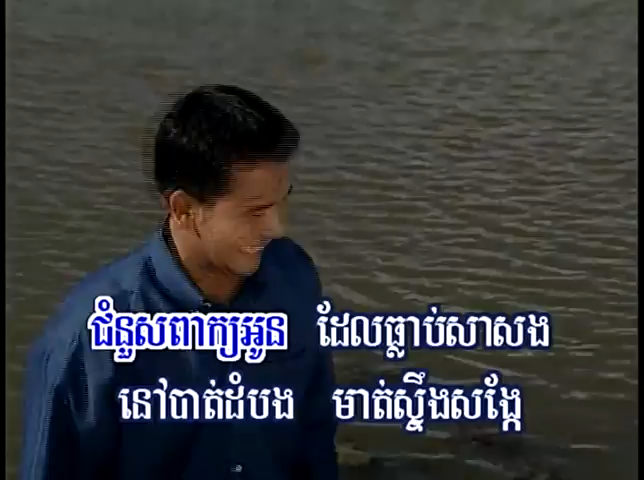 ជំនួសពាក្យអូន ដែលធ្លាប់សាសង
នៅបាត់ដំបង មាត់ស្ទឹងសង្កែ